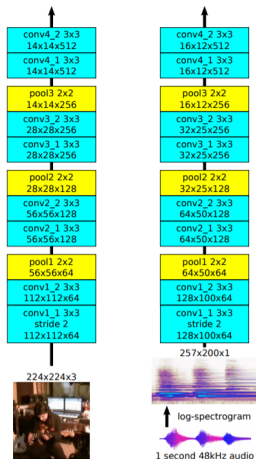 conv4_2 3x3
14x14x512
conv4_1 3x3
14x14x512
pool3 2x2
14x14x256
conv3_2 3x3
28x28x256
conv3_1 3x3
28x28x256
pool2 2x2
28x28x128
conv2_2 3x3
56x56x128
conv2_1 3x3
56x56x128
pool1 2x2
56x56x64
conv1_2 3x3
112x112x64
conv1_1 3x3
stride 2
112x112x64
224x224x3
conv4_2 3x3
16x12x512
conv4_1 3x3
16x12x512
pool3 2x2
16x12x256
conv3_2 3x3
32x25x256
conv3_1 3x3
32x25x256
pool2 2x2
32x25x128
conv2_2 3x3
64x50x128
conv2_1 3x3
64x50x128
pool1 2x2
64x50x64
conv1_2 3x3
128x100x64
conv1_1 3x3
stride 2
128x100x64
257x200x1
log-spectrogram
1 second 48kHz audio